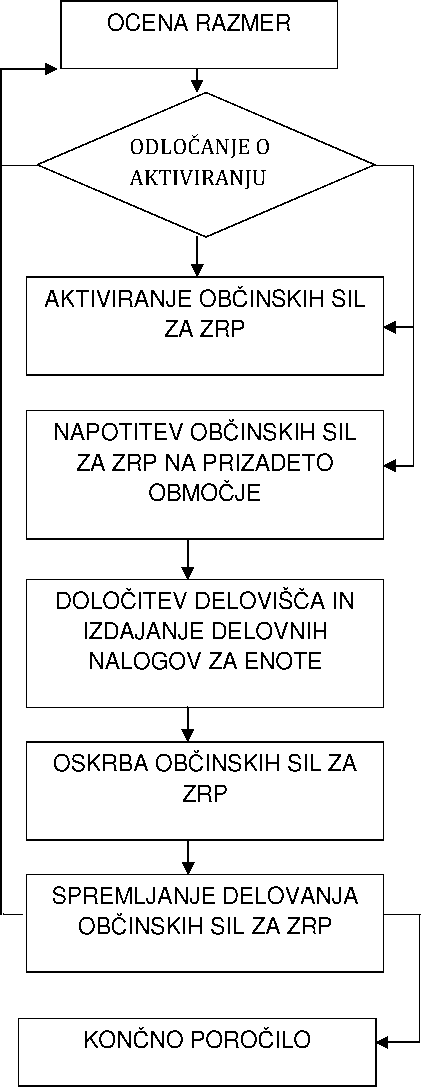 OCENA RAZMER
ODLOČANJE O
AKTIVIRANJU
AKTIVIRANJE OBČINSKIH SIL
ZA ZRP
NAPOTITEV OBČINSKIH SIL
ZA ZRP NA PRIZADETO
OBMOČJE
DOLOČITEV DELOVIŠČA IN
IZDAJANJE DELOVNIH
NALOGOV ZA ENOTE
OSKRBA OBČINSKIH SIL ZA
ZRP
SPREMLJANJE DELOVANJA
OBČINSKIH SIL ZA ZRP
KONČNO POROČILO